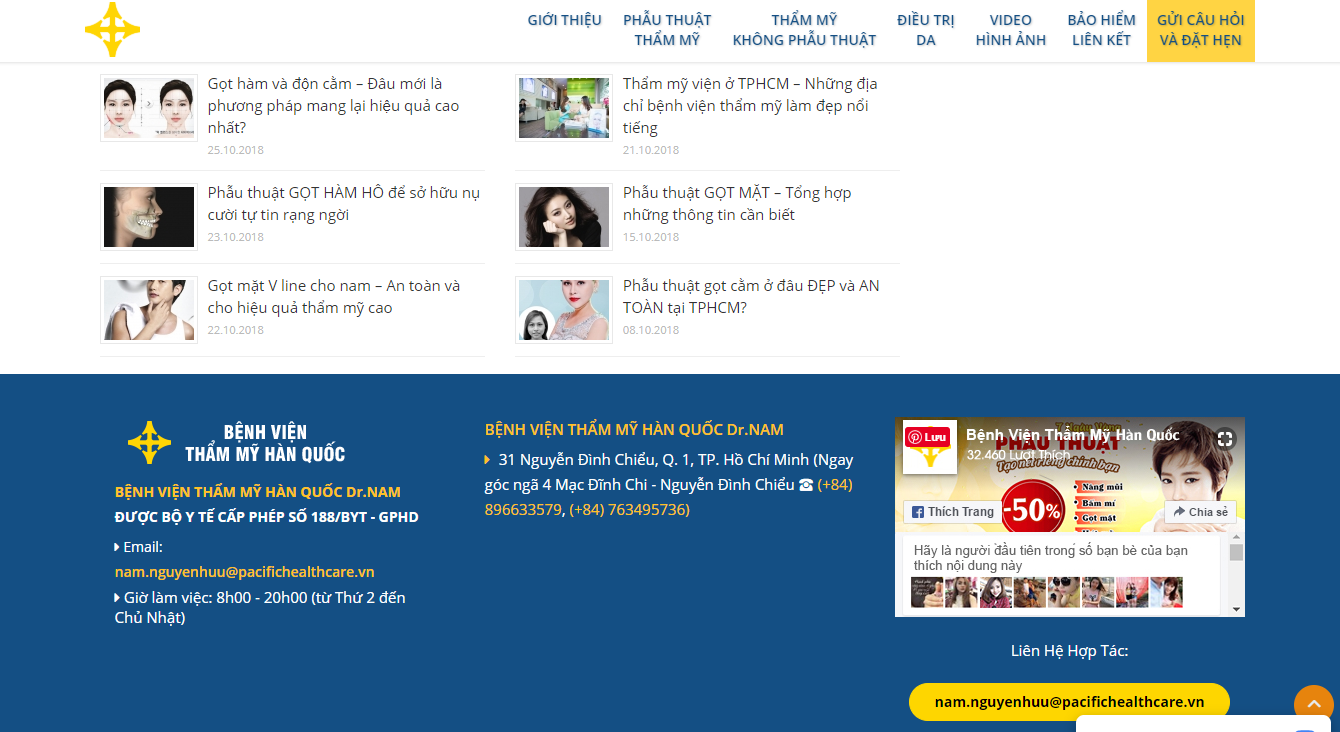 GIỚI THIỆU
PHẪU THUẬT
THẨM MỸ
THẨM MỸ
KHÔNG PHẪU THUẬT
ĐIỀU TRỊ
DA
VIDEO
HÌNH ẢNH
BẢO HIỂM
LIÊN KẾT
GỬI CÂU HỎI
VÀ ĐẶT HẸN
Gọt hàm và độn cằm – Đâu mới là
phương pháp mang lại hiệu quả cao
nhất?
25.10.2018
Thẩm mỹ viện ở TPHCM – Những địa
chỉ bệnh viện thẩm mỹ làm đẹp nổi
tiếng
21.10.2018
Phẫu thuật GỌT HÀM HÔ để sở hữu nụ
cười tự tin rạng ngời
23.10.2018
Phẫu thuật GỌT MẶT – Tổng hợp
những thông tin cần biết
15.10.2018
Gọt mặt V line cho nam – An toàn và
cho hiệu quả thẩm mỹ cao
22.10.2018
Phẫu thuật gọt cằm ở đâu ĐẸP và AN
TOÀN tại TPHCM?
08.10.2018
BỆNH VIỆN
THẨM MỸ HÀN QUỐC
BỆNH VIỆN THẨM MỸ HÀN QUỐC Dr.NAM
ĐƯỢC BỘ Y TẾ CẤP PHÉP SỐ 188/BYT - GPHD
Email:
nam.nguyenhuu@pacifichealthcare.vn
Giờ làm việc: 8h00 - 20h00 (từ Thứ 2 đến
Chủ Nhật)
BỆNH VIỆN THẨM MỸ HÀN QUỐC Dr.NAM
31 Nguyễn Đình Chiểu, Q. 1, TP. Hồ Chí Minh (Ngay
góc ngã 4 Mạc Đĩnh Chi - Nguyễn Đình Chiểu ☎ (+84)
896633579, (+84) 763495736)
Lưu
Bệnh Viện Thẩm Mỹ Hàn Quốc
32.460 Lượt Thích
PHẪU THUẬT
Tạo nét riêng chính bạn
-50%
Nâng mũi
Bấm mí
Gọt mặt
Thích Trang
Chia sẻ
Hãy là người đầu tiên trong số bạn bè của bạn
thích nội dung này
Liên Hệ Hợp Tác:
nam.nguyenhuu@pacifichealthcare.vn